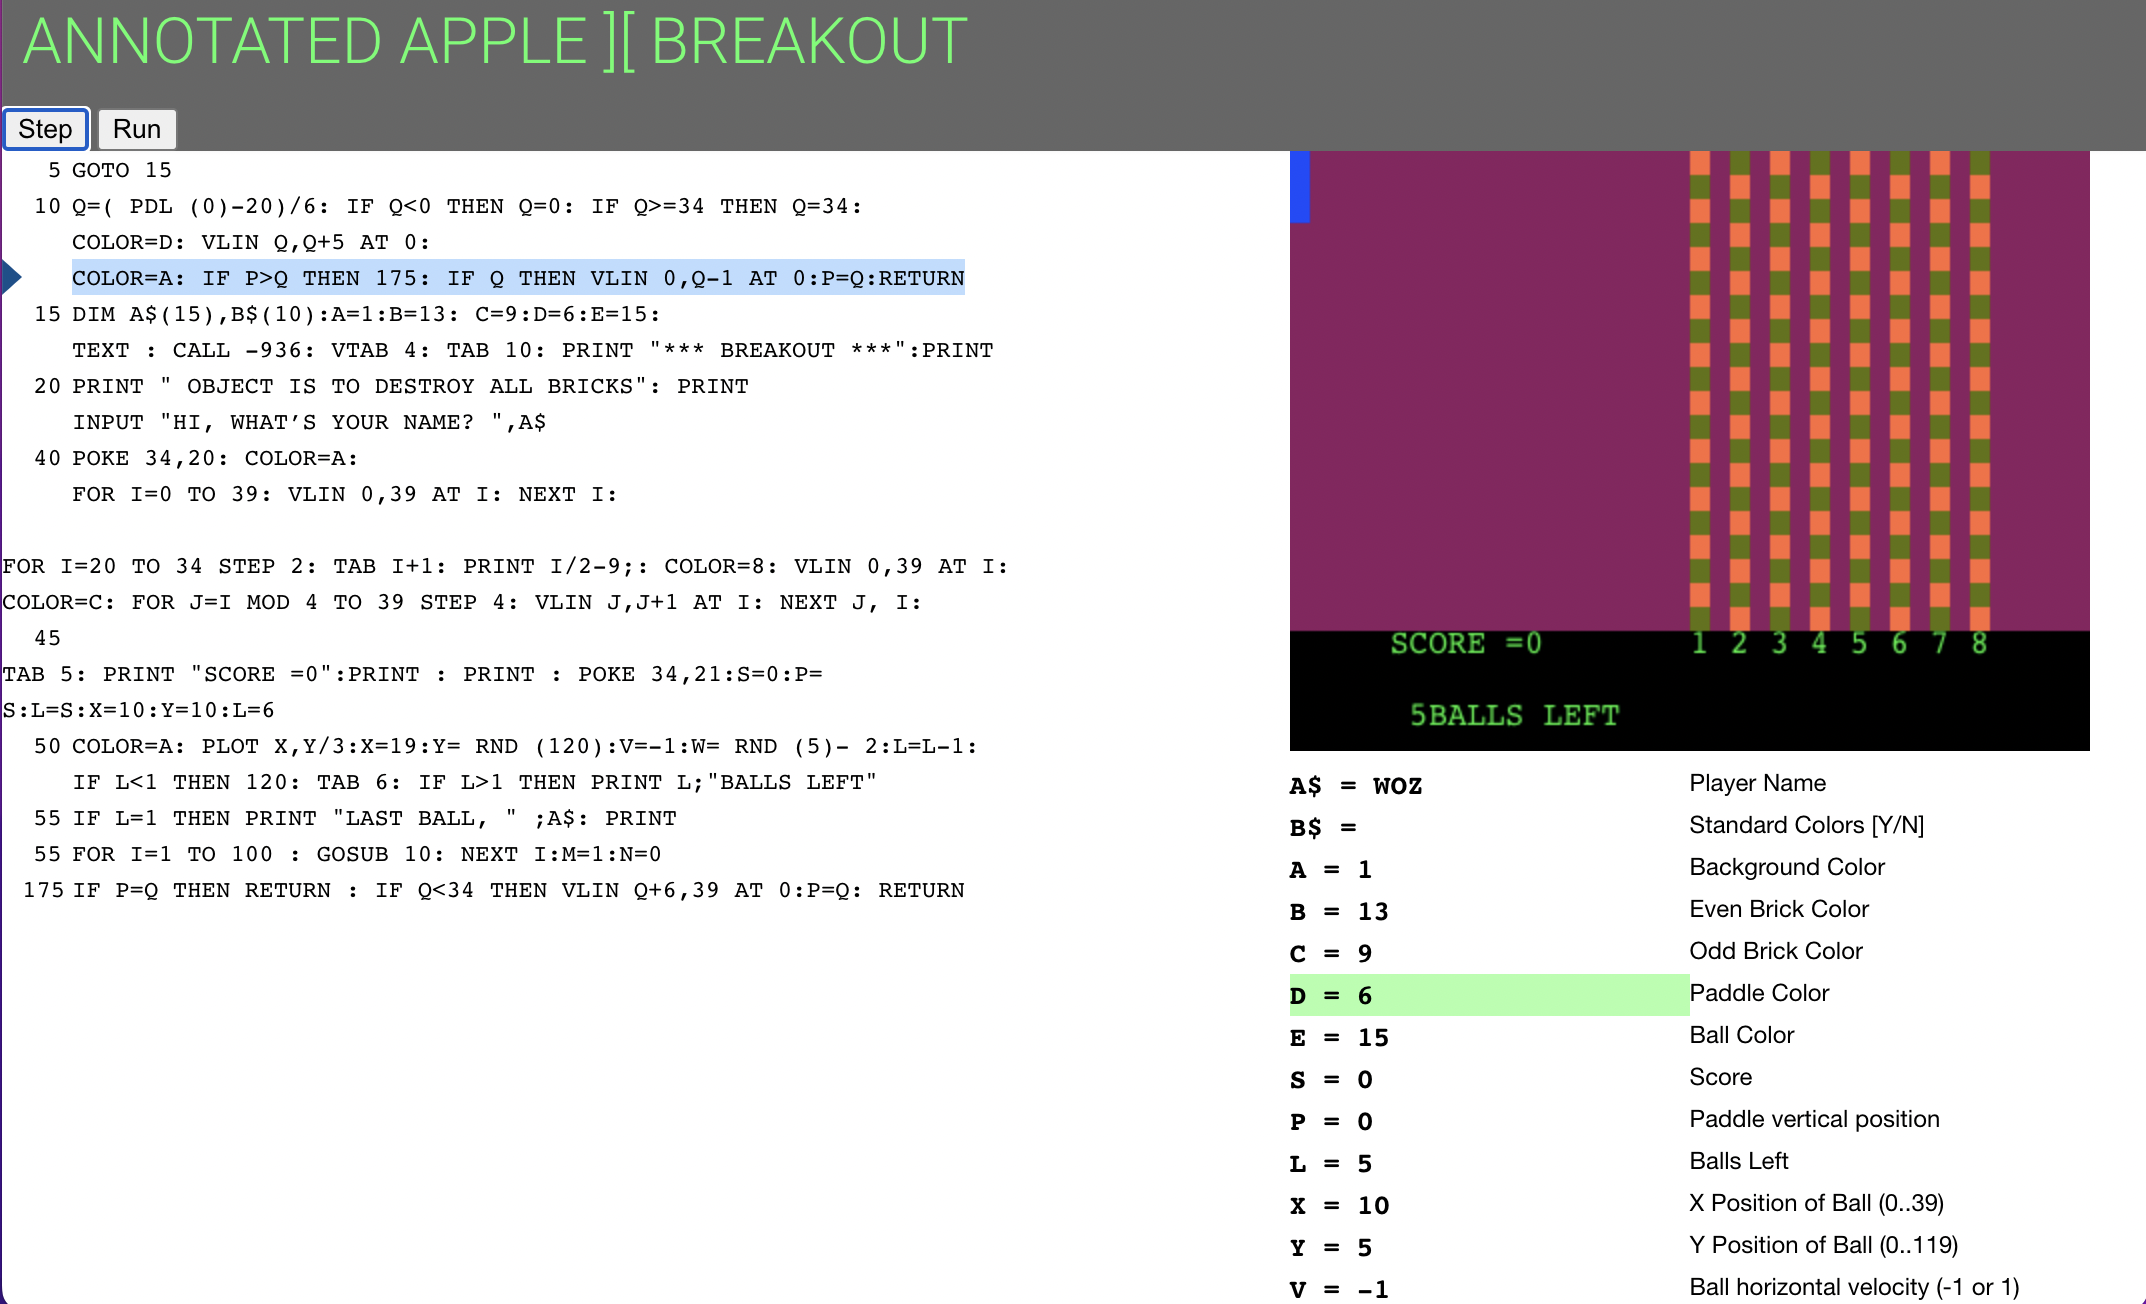 ANNOTATED APPLE ][ BREAKOUT
Step Run
5 GOTO 15
10 Q=( PDL (0)-20)/6: IF Q<0 THEN Q=0: IF Q>=34 THEN Q=34:
COLOR=D: VLIN Q,Q+5 AT 0:
COLOR=A: IF P>Q THEN 175: IF Q THEN VLIN 0,Q-1 AT 0:P=Q:RETURN
15 DIM A$(15),B$(10):A=1:B=13: C=9:D=6:E=15:
TEXT : CALL -936: VTAB 4: TAB 10: PRINT "*** BREAKOUT ***":PRINT
20 PRINT " OBJECT IS TO DESTROY ALL BRICKS": PRINT
INPUT "HI, WHAT’S YOUR NAME? ",A$
40 POKE 34,20: COLOR=A:
FOR I=0 TO 39: VLIN 0,39 AT I: NEXT I:
FOR I=20 TO 34 STEP 2: TAB I+1: PRINT I/2-9;: COLOR=8: VLIN 0,39 AT I:
COLOR=C: FOR J=I MOD 4 TO 39 STEP 4: VLIN J,J+1 AT I: NEXT J, I:
45
TAB 5: PRINT "SCORE =0":PRINT : PRINT : POKE 34,21:S=0:P=
S:L=S:X=10:Y=10:L=6
50 COLOR=A: PLOT X,Y/3:X=19:Y= RND (120):V=-1:W= RND (5)- 2:L=L-1:
IF L<1 THEN 120: TAB 6: IF L>1 THEN PRINT L;"BALLS LEFT"
55 IF L=1 THEN PRINT "LAST BALL, " ;A$: PRINT
55 FOR I=1 TO 100 : GOSUB 10: NEXT I:M=1:N=0
175 IF P=Q THEN RETURN : IF Q<34 THEN VLIN Q+6,39 AT 0:P=Q: RETURN
SCORE =0 1 2 3 4 5 6 7 8
5BALLS LEFT
A$ = WOZ Player Name
B$ = Standard Colors [Y/N]
A = 1 Background Color
B = 13 Even Brick Color
C = 9 Odd Brick Color
D = 6 Paddle Color
E = 15 Ball Color
S = 0 Score
P = 0 Paddle vertical position
L = 5 Balls Left
X = 10 X Position of Ball (0..39)
Y = 5 Y Position of Ball (0..119)
V = -1 Ball horizontal velocity (-1 or 1)